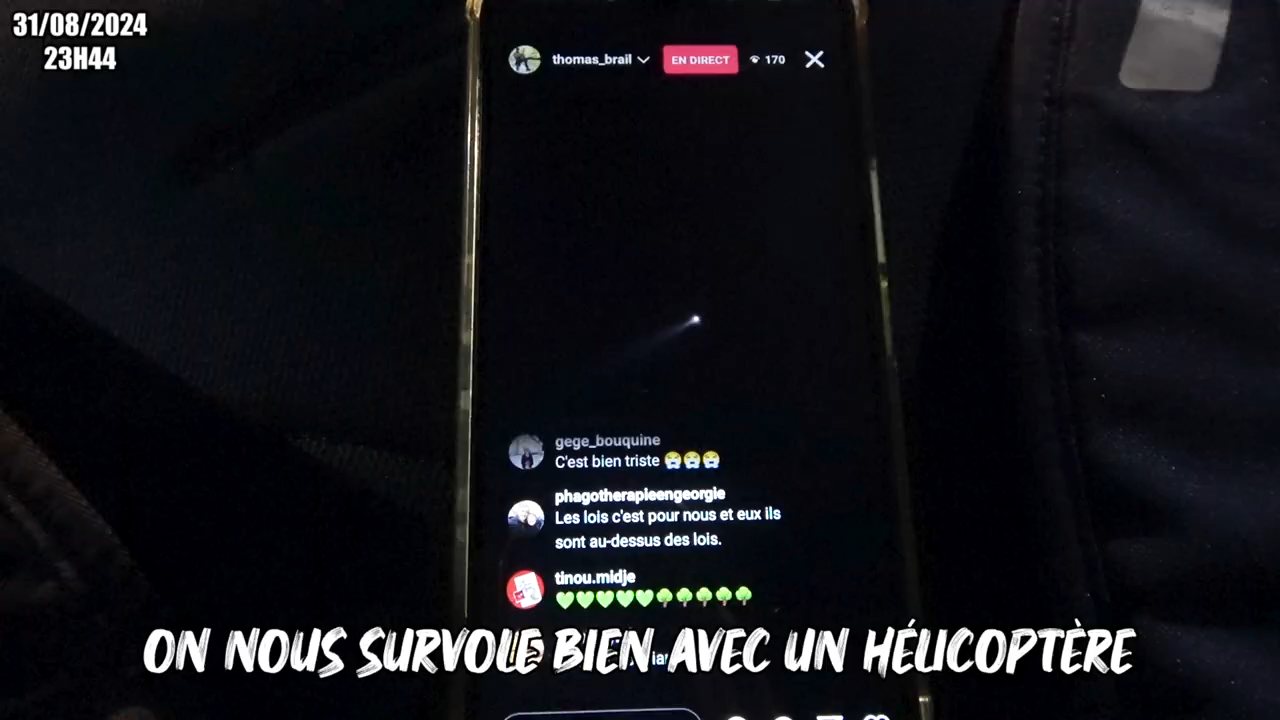 31/08/2024
23H44
thomas_brail
EN DIRECT
170
gege_bouquine
C'est bien triste 😭😭😭
phagotherapieengeorgie
Les lois c'est pour nous et eux ils
sont au-dessus des lois.
tinou.midje
💚💚💚💚💚🌳🌳🌳🌳🌳
ON NOUS SURVOLE BIEN AVEC UN HÉLICOPTÈRE